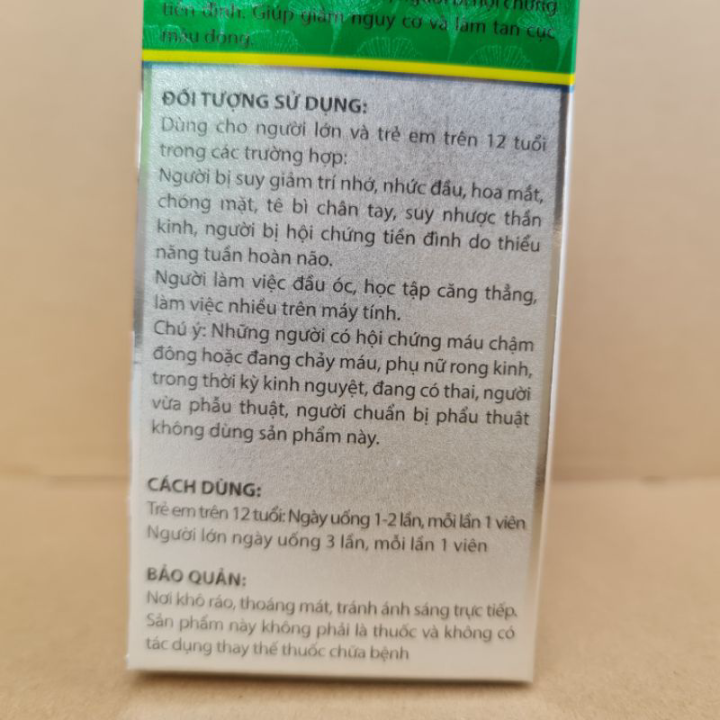 người bị hội chứng
tiền đình. Giúp giảm nguy cơ và làm tan cục
máu đông.
ĐỐI TƯỢNG SỬ DỤNG:
Dùng cho người lớn và trẻ em trên 12 tuổi
trong các trường hợp:
Người bị suy giảm trí nhớ, nhức đầu, hoa mắt,
chóng mặt, tê bì chân tay, suy nhược thần
kinh, người bị hội chứng tiền đình do thiểu
năng tuần hoàn não.
Người làm việc đầu óc, học tập căng thẳng,
làm việc nhiều trên máy tính.
Chú ý: Những người có hội chứng máu chậm
đông hoặc đang chảy máu, phụ nữ rong kinh,
trong thời kỳ kinh nguyệt, đang có thai, người
vừa phẫu thuật, người chuẩn bị phẩu thuật
không dùng sản phẩm này.
CÁCH DÙNG:
Trẻ em trên 12 tuổi: Ngày uống 1-2 lần, mỗi lần 1 viên
Người lớn ngày uống 3 lần, mỗi lần 1 viên
BẢO QUẢN:
Nơi khô ráo, thoáng mát, tránh ánh sáng trực tiếp.
Sản phẩm này không phải là thuốc và không có
tác dụng thay thế thuốc chữa bệnh